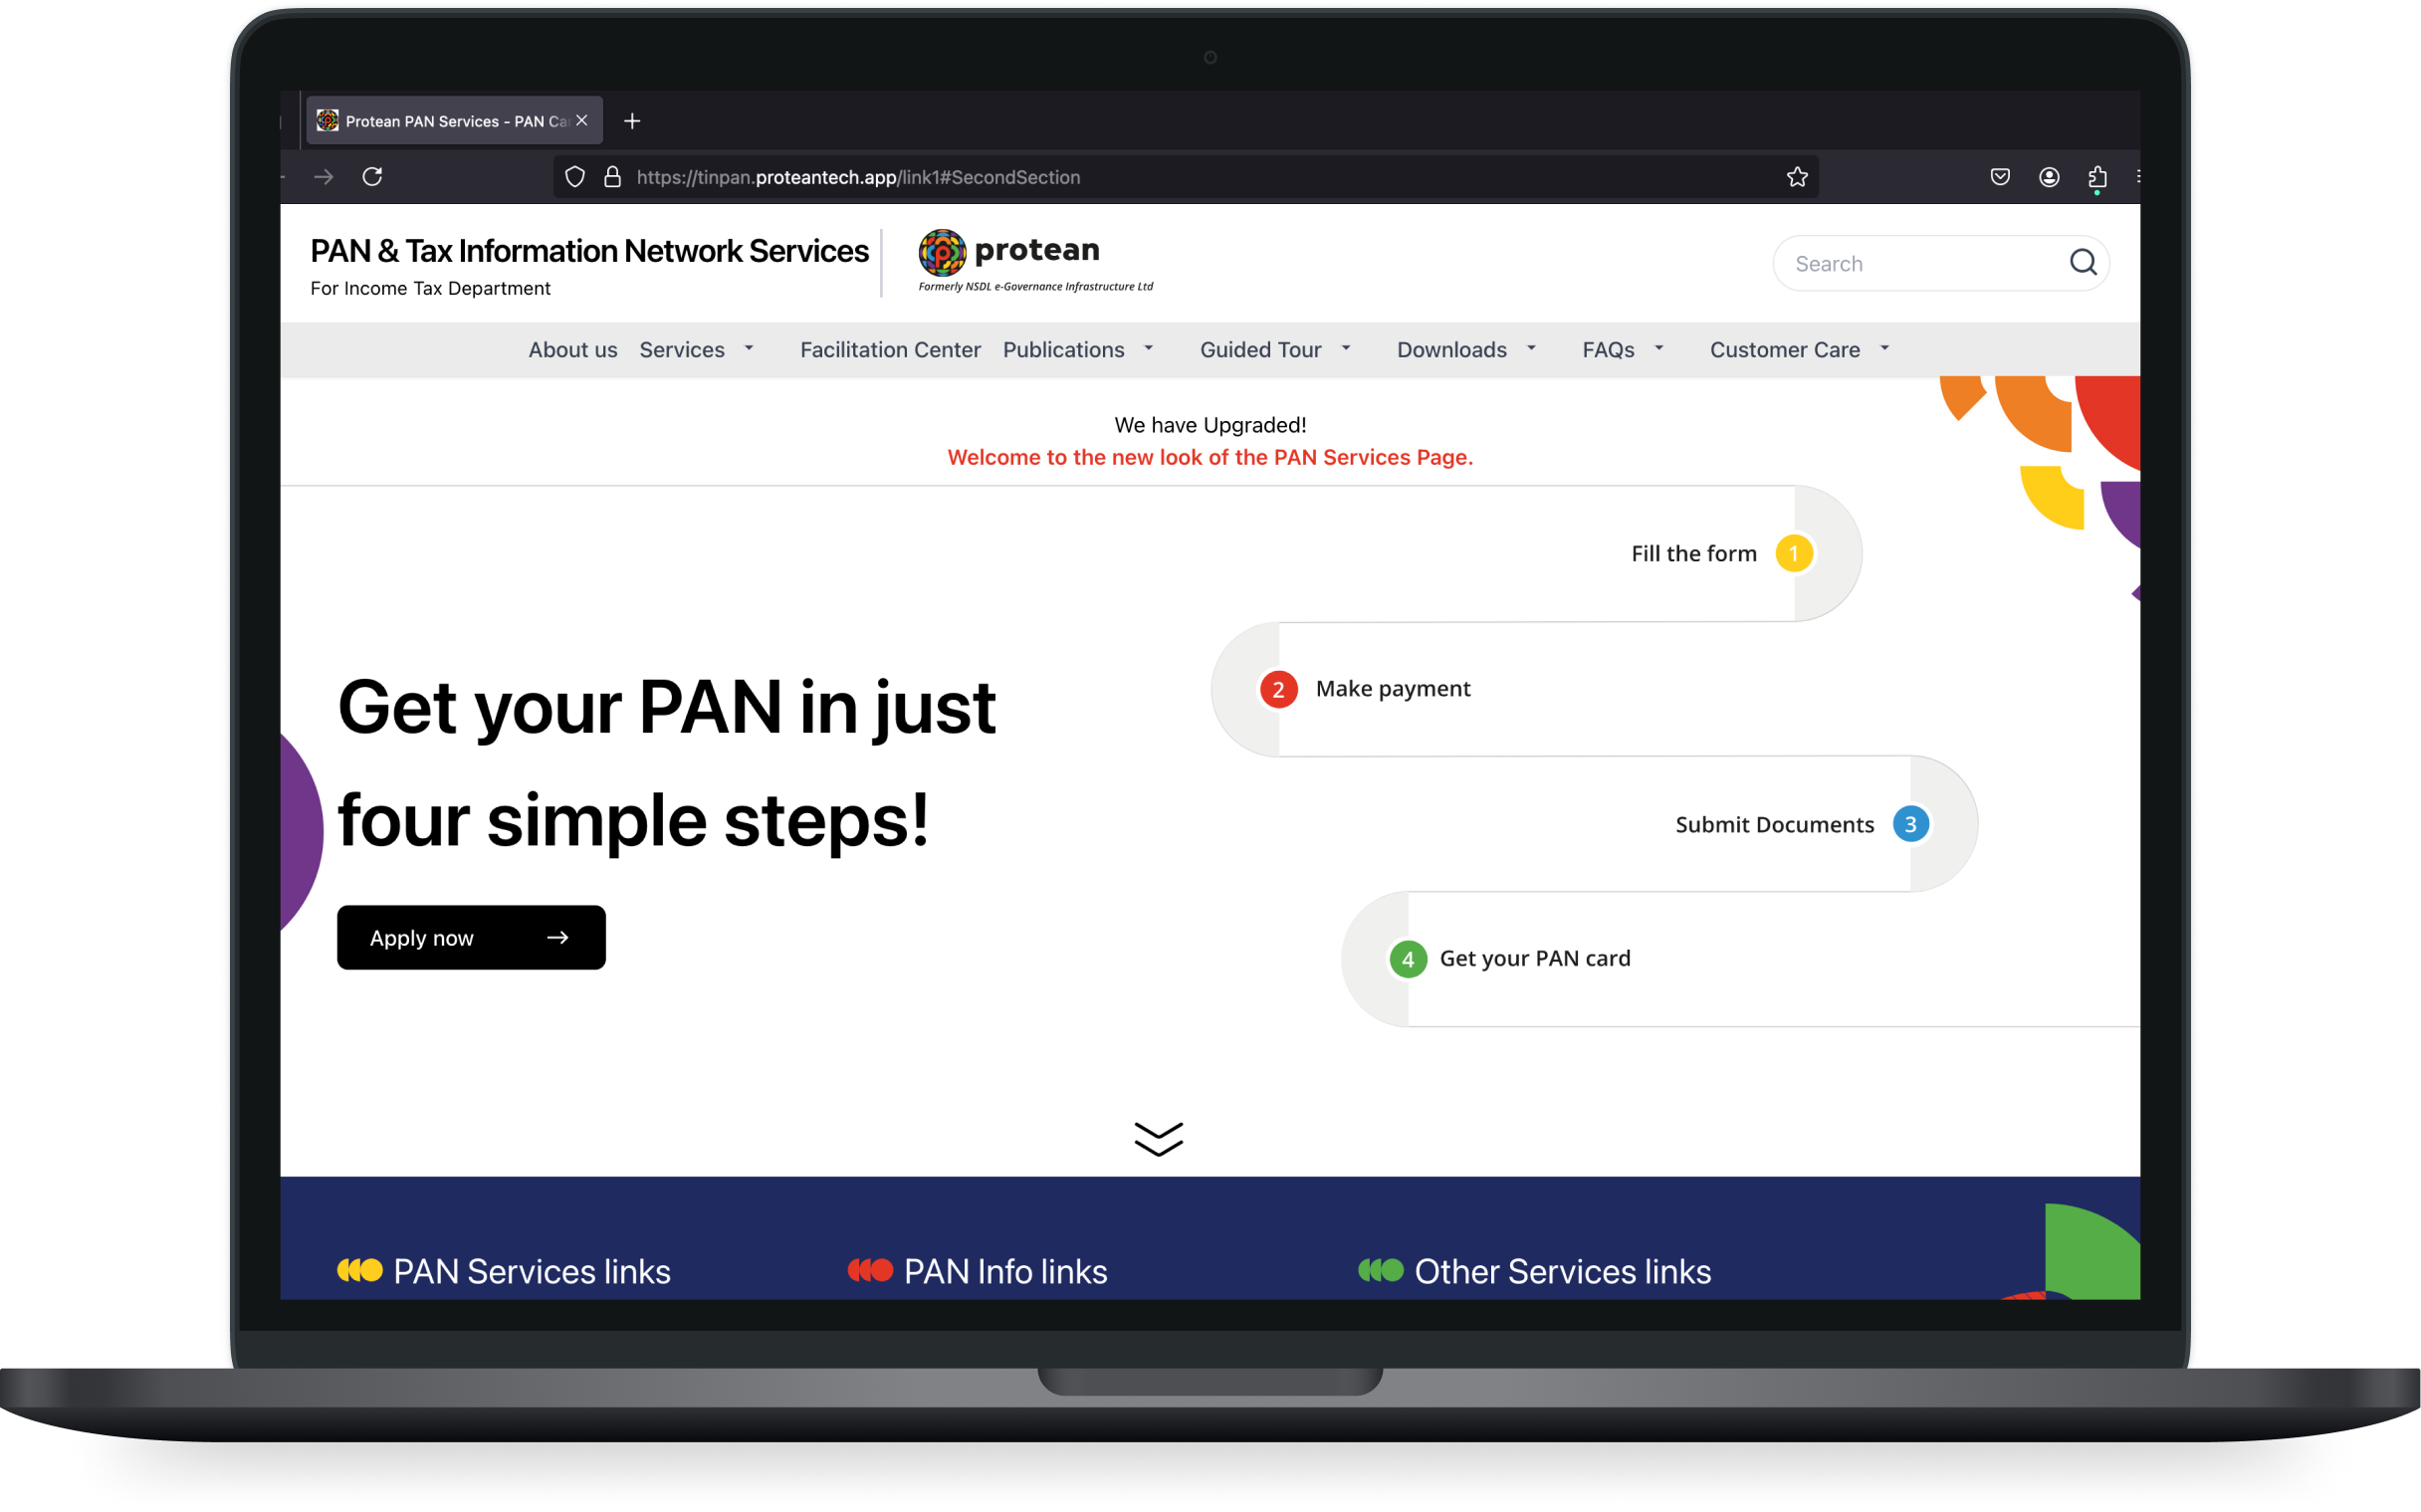 Protean PAN Services - PAN Ca
https://tinpan.proteantech.app/link1#SecondSection
PAN & Tax Information Network Services
For Income Tax Department
protean
Formerly NSDL e-Governance Infrastructure Ltd
Search
About us Services Facilitation Center Publications Guided Tour Downloads FAQs Customer Care
We have Upgraded!
Welcome to the new look of the PAN Services Page.
Fill the form 1
2 Make payment
Submit Documents 3
4 Get your PAN card
Get your PAN in just
four simple steps!
Apply now
PAN Services links
PAN Info links
Other Services links